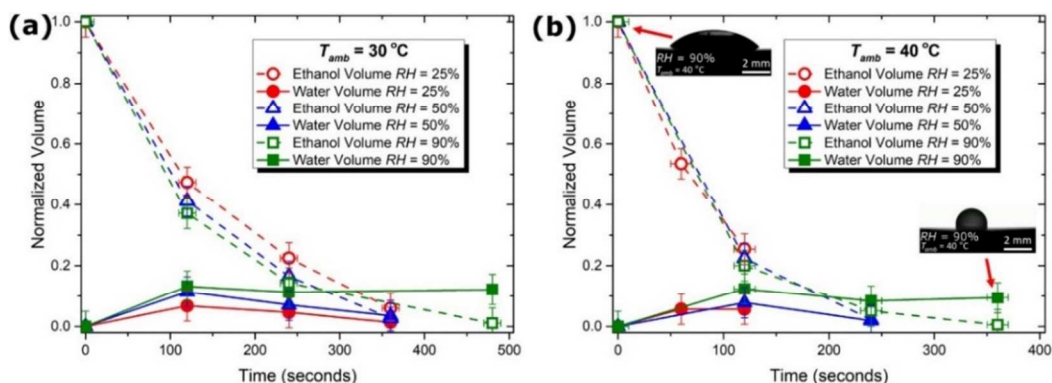 (a)
T_amb = 30 °C
Ethanol Volume RH = 25%
Water Volume RH = 25%
Ethanol Volume RH = 50%
Water Volume RH = 50%
Ethanol Volume RH = 90%
Water Volume RH = 90%
Normalized Volume
1.0
0.8
0.6
0.4
0.2
0.0
0 100 200 300 400 500
Time (seconds)
(b)
RH = 90%
T_amb = 40 °C
2 mm
T_amb = 40 °C
Ethanol Volume RH = 25%
Water Volume RH = 25%
Ethanol Volume RH = 50%
Water Volume RH = 50%
Ethanol Volume RH = 90%
Water Volume RH = 90%
RH = 90%
T_amb = 40 °C
2 mm
Normalized Volume
1.0
0.8
0.6
0.4
0.2
0.0
0 100 200 300 400
Time (seconds)